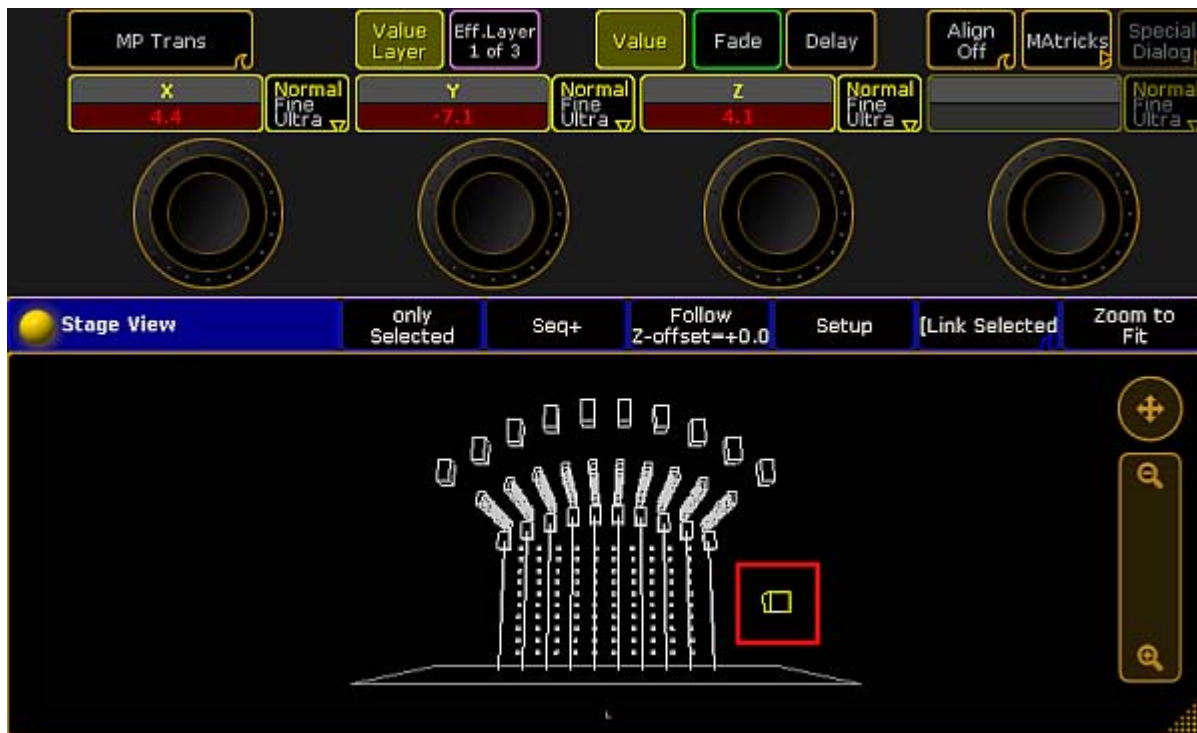 MP Trans
Value Layer
Eff.Layer 1 of 3
Value
Fade
Delay
Align Off
MAtricks
Special Dialog
X
4.4
Normal
Fine
Ultra
Y
-7.1
Normal
Fine
Ultra
Z
4.1
Normal
Fine
Ultra
Norma
Fine
Ultra
Stage View
only Selected
Seq+
Follow Z-offset=+0.0
Setup
[Link Selected
Zoom to Fit